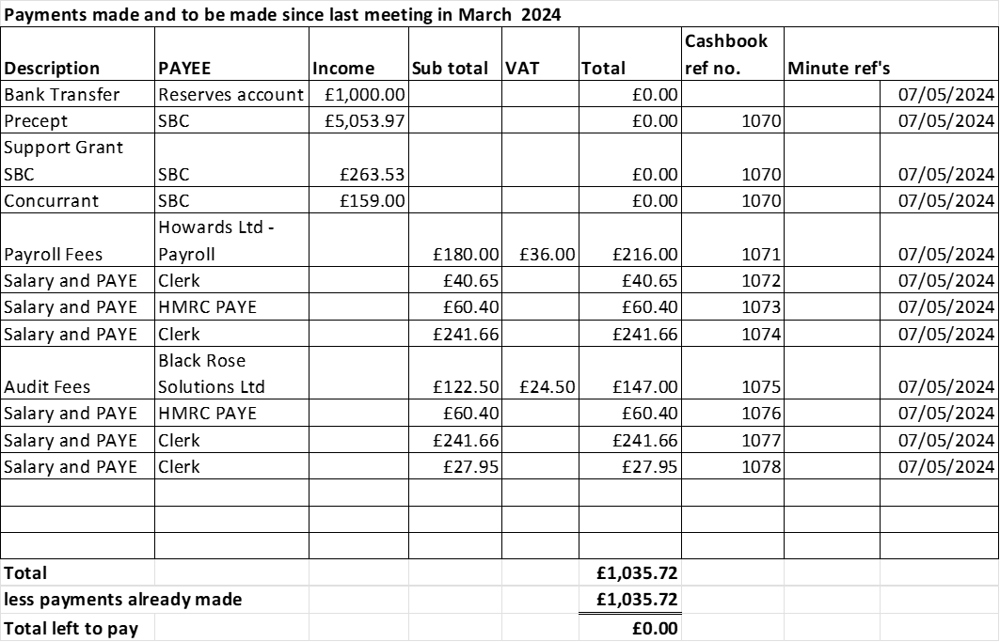 Payments made and to be made since last meeting in March 2024
Cashbook
Description PAYEE Income Sub total VAT Total ref no. Minute ref's
Bank Transfer Reserves account £1,000.00 £0.00 07/05/2024
Precept SBC £5,053.97 £0.00 1070 07/05/2024
Support Grant
SBC SBC £263.53 £0.00 1070 07/05/2024
Concurrant SBC £159.00 £0.00 1070 07/05/2024
Howards Ltd -
Payroll Fees Payroll £180.00 £36.00 £216.00 1071 07/05/2024
Salary and PAYE Clerk £40.65 £40.65 1072 07/05/2024
Salary and PAYE HMRC PAYE £60.40 £60.40 1073 07/05/2024
Salary and PAYE Clerk £241.66 £241.66 1074 07/05/2024
Black Rose
Audit Fees Solutions Ltd £122.50 £24.50 £147.00 1075 07/05/2024
Salary and PAYE HMRC PAYE £60.40 £60.40 1076 07/05/2024
Salary and PAYE Clerk £241.66 £241.66 1077 07/05/2024
Salary and PAYE Clerk £27.95 £27.95 1078 07/05/2024
Total £1,035.72
less payments already made £1,035.72
Total left to pay £0.00